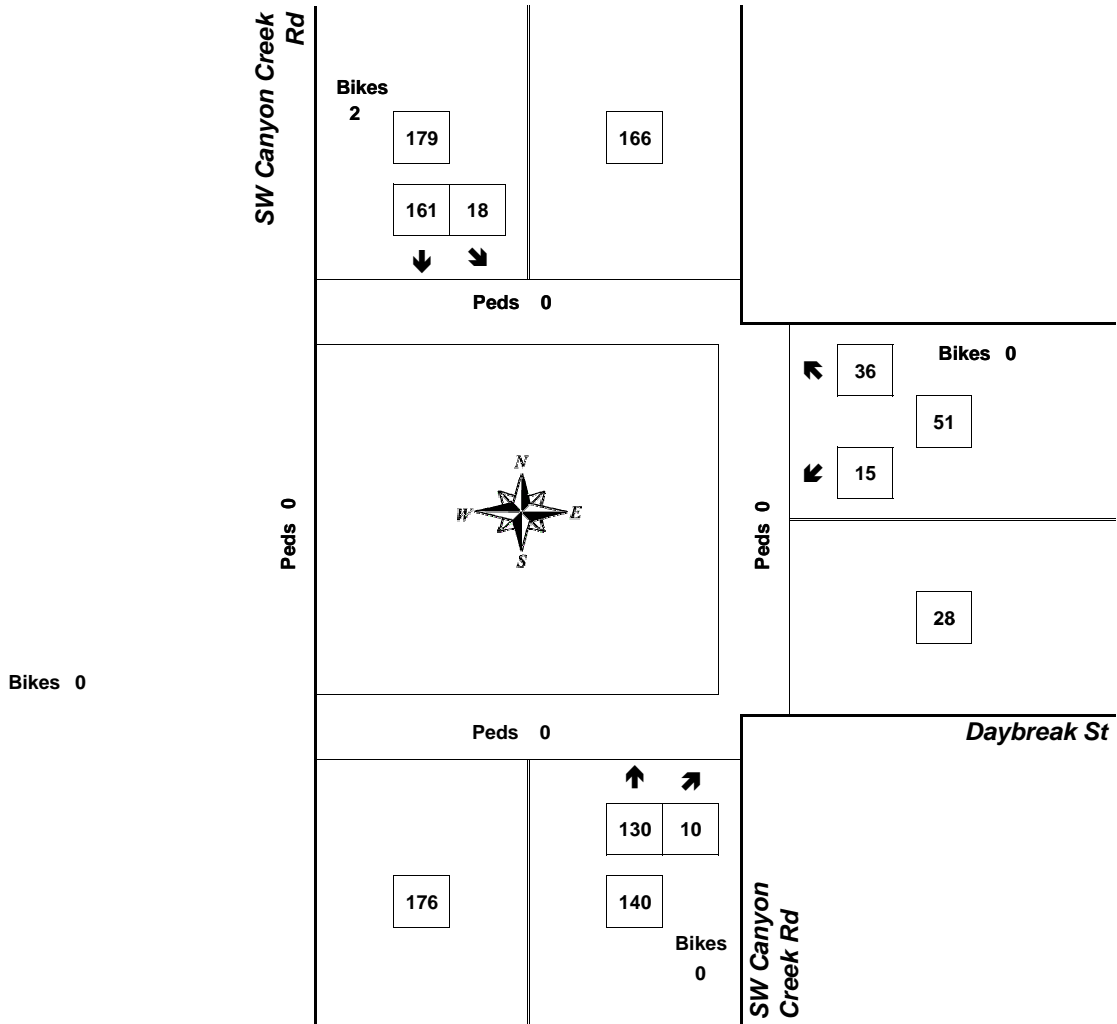 SW Canyon Creek
Rd
Bikes
2
179
166
161 18
Peds 0
36
Bikes 0
51
15
N
W E
S
Peds 0
Peds 0
28
Bikes 0
Peds 0
Daybreak St
130 10
176
140
Bikes
0
SW Canyon
Creek Rd